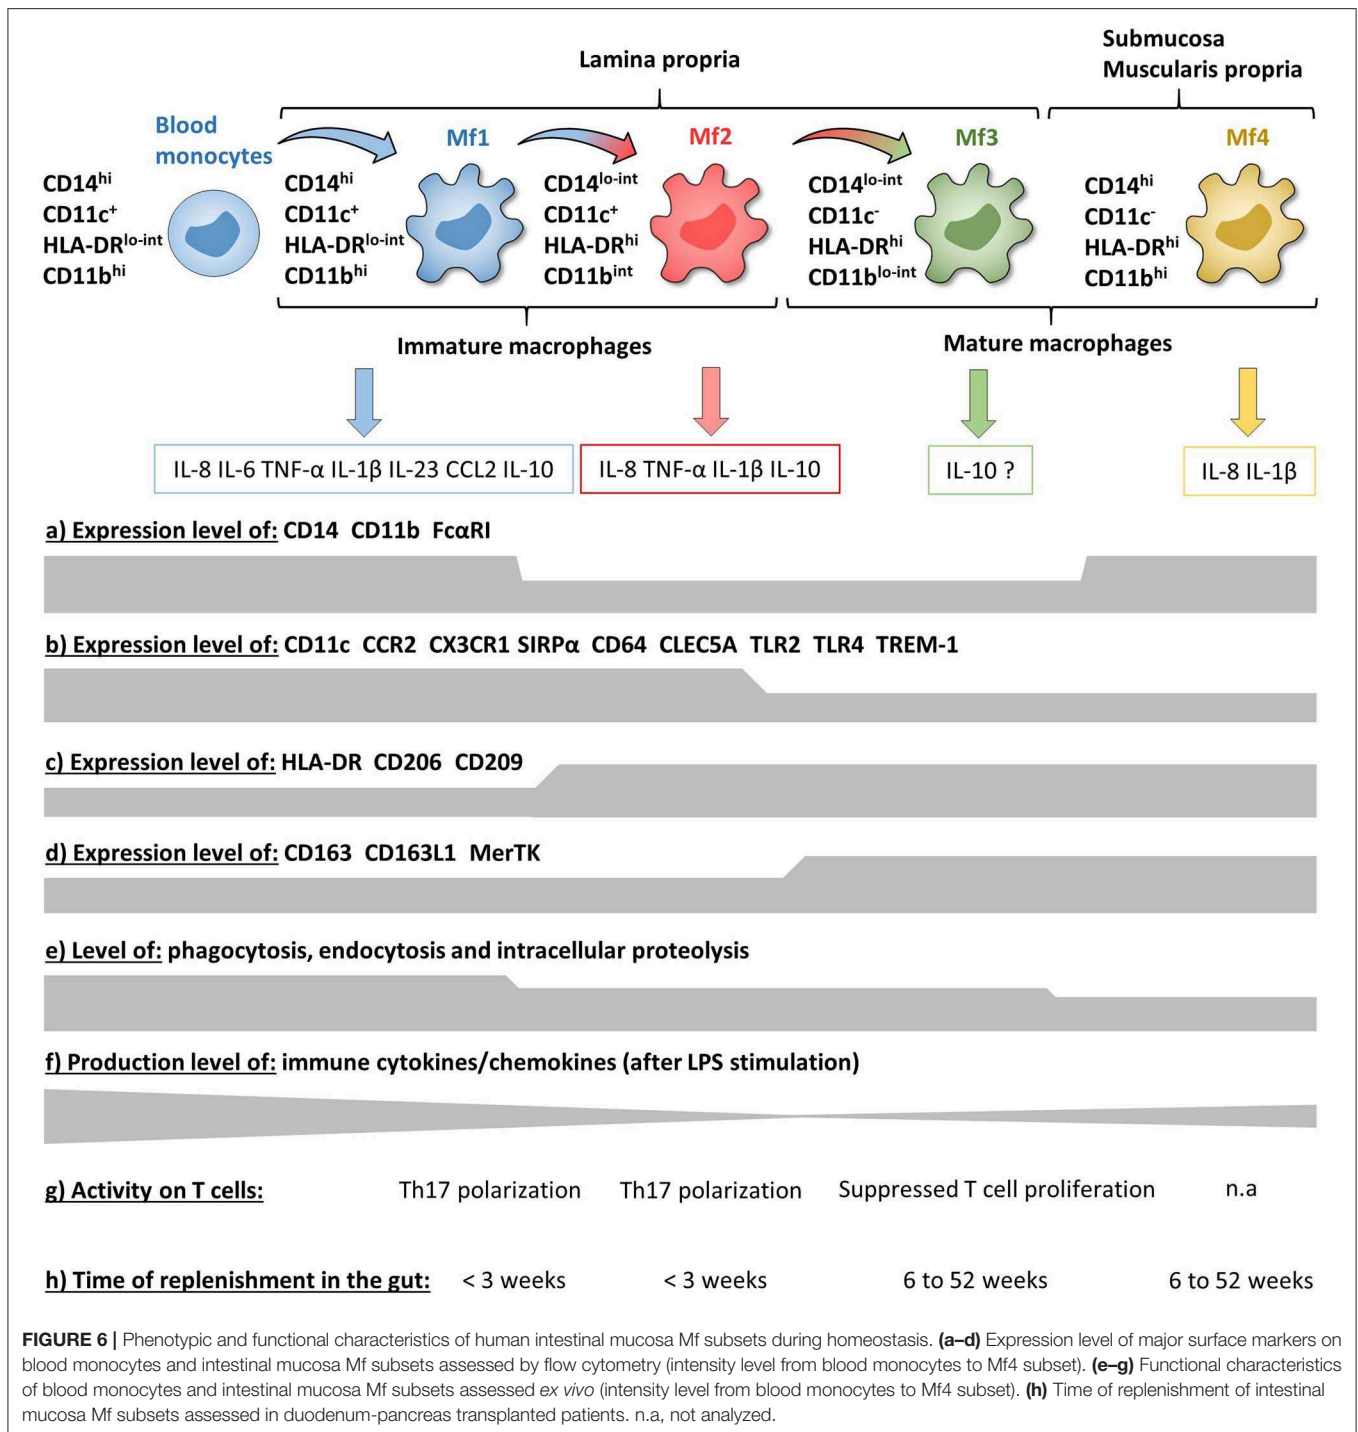 Lamina propria
Submucosa
Muscularis propria
Blood
monocytes
Mf1
Mf2
Mf3
Mf4
CD14hi
CD11c+
HLA-DRlo-int
CD11bhi
CD14hi
CD11c+
HLA-DRlo-int
CD11bhi
CD14lo-int
CD11c+
HLA-DRhi
CD11bint
CD14lo-int
CD11c-
HLA-DRhi
CD11blo-int
CD14hi
CD11c-
HLA-DRhi
CD11bhi
Immature macrophages
Mature macrophages
IL-8 IL-6 TNF-α IL-1β IL-23 CCL2 IL-10
IL-8 TNF-α IL-1β IL-10
IL-10 ?
IL-8 IL-1β
a) Expression level of: CD14 CD11b FcαRI
b) Expression level of: CD11c CCR2 CX3CR1 SIRPα CD64 CLEC5A TLR2 TLR4 TREM-1
c) Expression level of: HLA-DR CD206 CD209
d) Expression level of: CD163 CD163L1 MerTK
e) Level of: phagocytosis, endocytosis and intracellular proteolysis
f) Production level of: immune cytokines/chemokines (after LPS stimulation)
g) Activity on T cells: Th17 polarization Th17 polarization Suppressed T cell proliferation n.a
h) Time of replenishment in the gut: < 3 weeks < 3 weeks 6 to 52 weeks 6 to 52 weeks
FIGURE 6 | Phenotypic and functional characteristics of human intestinal mucosa Mf subsets during homeostasis. (a–d) Expression level of major surface markers on
blood monocytes and intestinal mucosa Mf subsets assessed by flow cytometry (intensity level from blood monocytes to Mf4 subset). (e–g) Functional characteristics
of blood monocytes and intestinal mucosa Mf subsets assessed ex vivo (intensity level from blood monocytes to Mf4 subset). (h) Time of replenishment of intestinal
mucosa Mf subsets assessed in duodenum-pancreas transplanted patients. n.a, not analyzed.